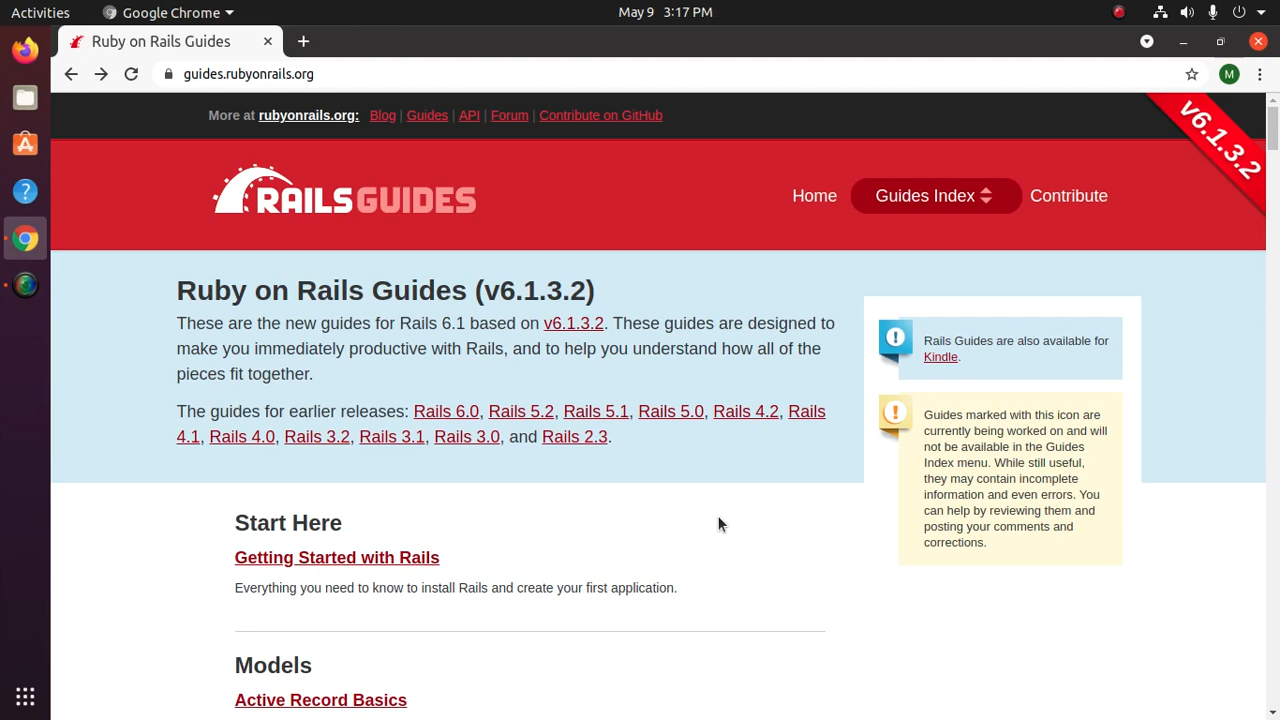 Activities Google Chrome May 9 3:17 PM
Ruby on Rails Guides
guides.rubyonrails.org M
More at rubyonrails.org: Blog | Guides | API | Forum | Contribute on GitHub
v6.1.3.2
RAILSGUIDES Home Guides Index Contribute
Ruby on Rails Guides (v6.1.3.2)
These are the new guides for Rails 6.1 based on v6.1.3.2. These guides are designed to
make you immediately productive with Rails, and to help you understand how all of the
pieces fit together.
The guides for earlier releases: Rails 6.0, Rails 5.2, Rails 5.1, Rails 5.0, Rails 4.2, Rails
4.1, Rails 4.0, Rails 3.2, Rails 3.1, Rails 3.0, and Rails 2.3.
Rails Guides are also available for
Kindle.
Guides marked with this icon are
currently being worked on and will
not be available in the Guides
Index menu. While still useful,
they may contain incomplete
information and even errors. You
can help by reviewing them and
posting your comments and
corrections.
Start Here
Getting Started with Rails
Everything you need to know to install Rails and create your first application.
Models
Active Record Basics